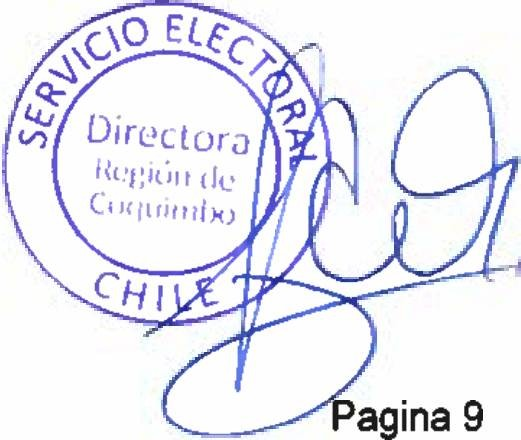 SERVICIO ELECTORAL
Directora
Región de
Coquimbo
CHILE
Pagina 9